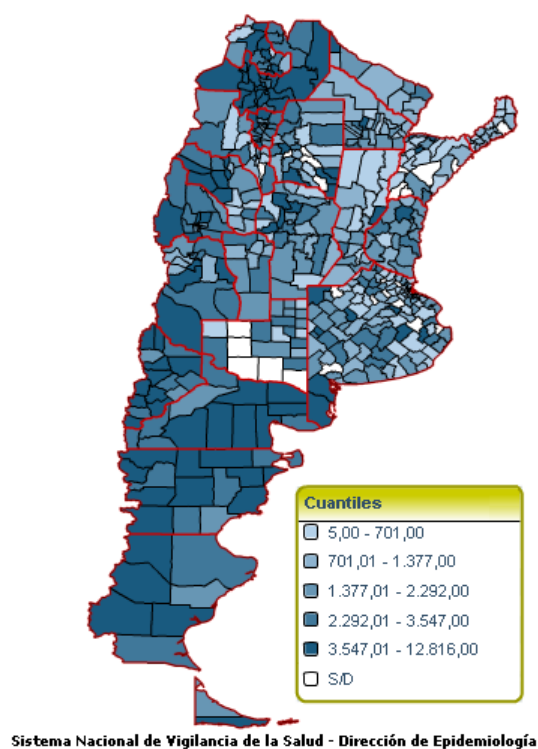 Cuantiles
5,00 - 701,00
701,01 - 1.377,00
1.377,01 - 2.292,00
2.292,01 - 3.547,00
3.547,01 - 12.816,00
S/D
Sistema Nacional de Vigilancia de la Salud - Dirección de Epidemiología